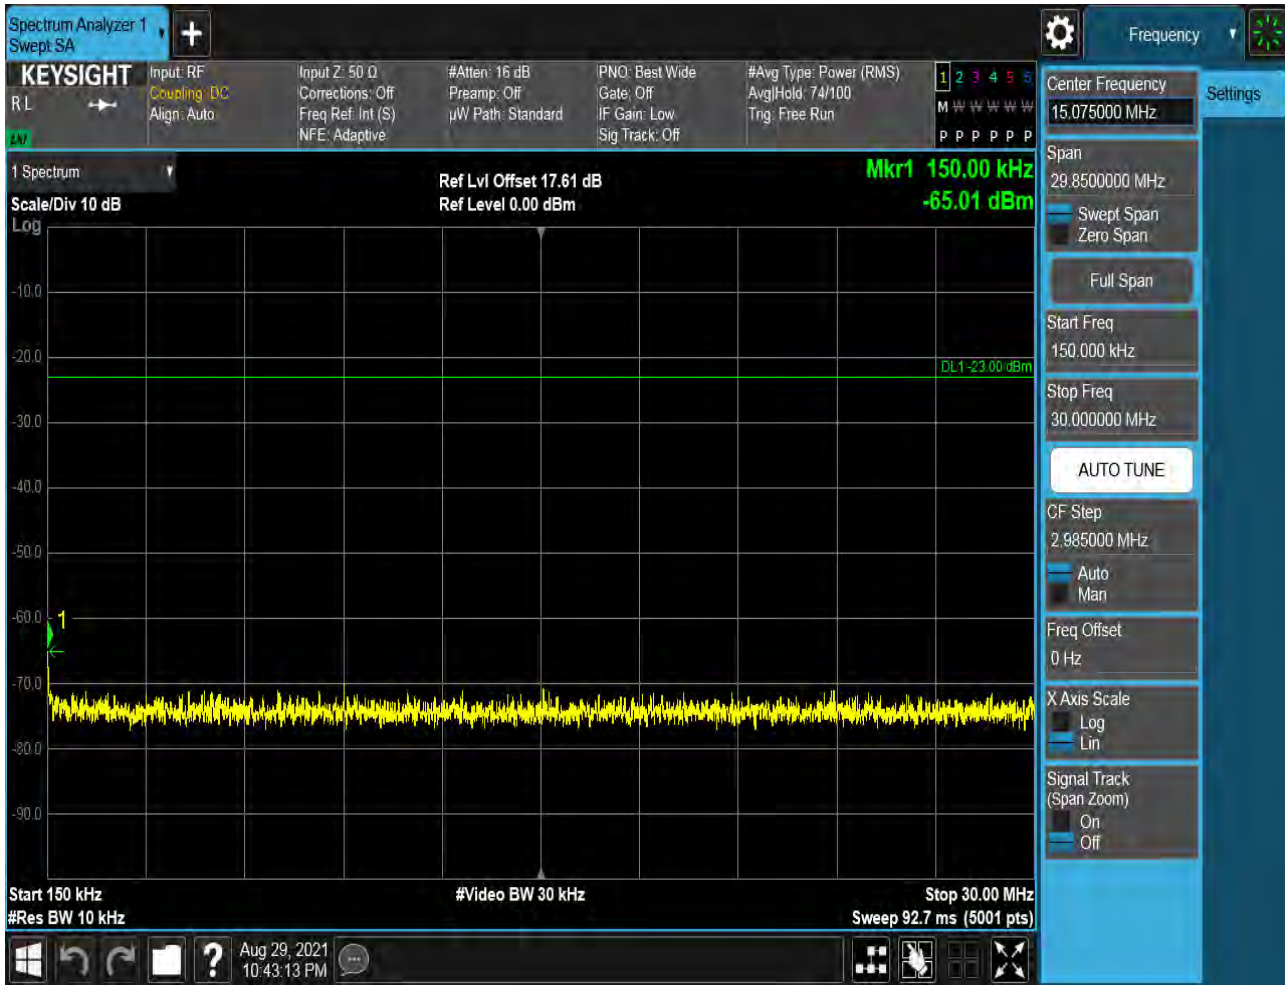 Spectrum Analyzer 1
Swept SA
+
Frequency
KEYSIGHT
RL
LXI
Input: RF
Coupling: DC
Align: Auto
Input Z: 50 Ω
Corrections: Off
Freq Ref: Int (S)
NFE: Adaptive
#Atten: 16 dB
Preamp: Off
µW Path: Standard
PNO: Best Wide
Gate: Off
IF Gain: Low
Sig Track: Off
#Avg Type: Power (RMS)
Avg|Hold: 74/100
Trig: Free Run
1 2 3 4 5 6
M W W W W W
P P P P P P
1 Spectrum
Scale/Div 10 dB
Log
Ref Lvl Offset 17.61 dB
Ref Level 0.00 dBm
Mkr1 150.00 kHz
-65.01 dBm
-10.0
-20.0
DL1 -23.00 dBm
-30.0
-40.0
-50.0
-60.0
1
-70.0
-80.0
-90.0
Start 150 kHz
#Res BW 10 kHz
#Video BW 30 kHz
Stop 30.00 MHz
Sweep 92.7 ms (5001 pts)
Center Frequency
15.075000 MHz
Settings
Span
29.8500000 MHz
Swept Span
Zero Span
Full Span
Start Freq
150.000 kHz
Stop Freq
30.000000 MHz
AUTO TUNE
CF Step
2.985000 MHz
Auto
Man
Freq Offset
0 Hz
X Axis Scale
Log
Lin
Signal Track
(Span Zoom)
On
Off
?
Aug 29, 2021
10:43:13 PM